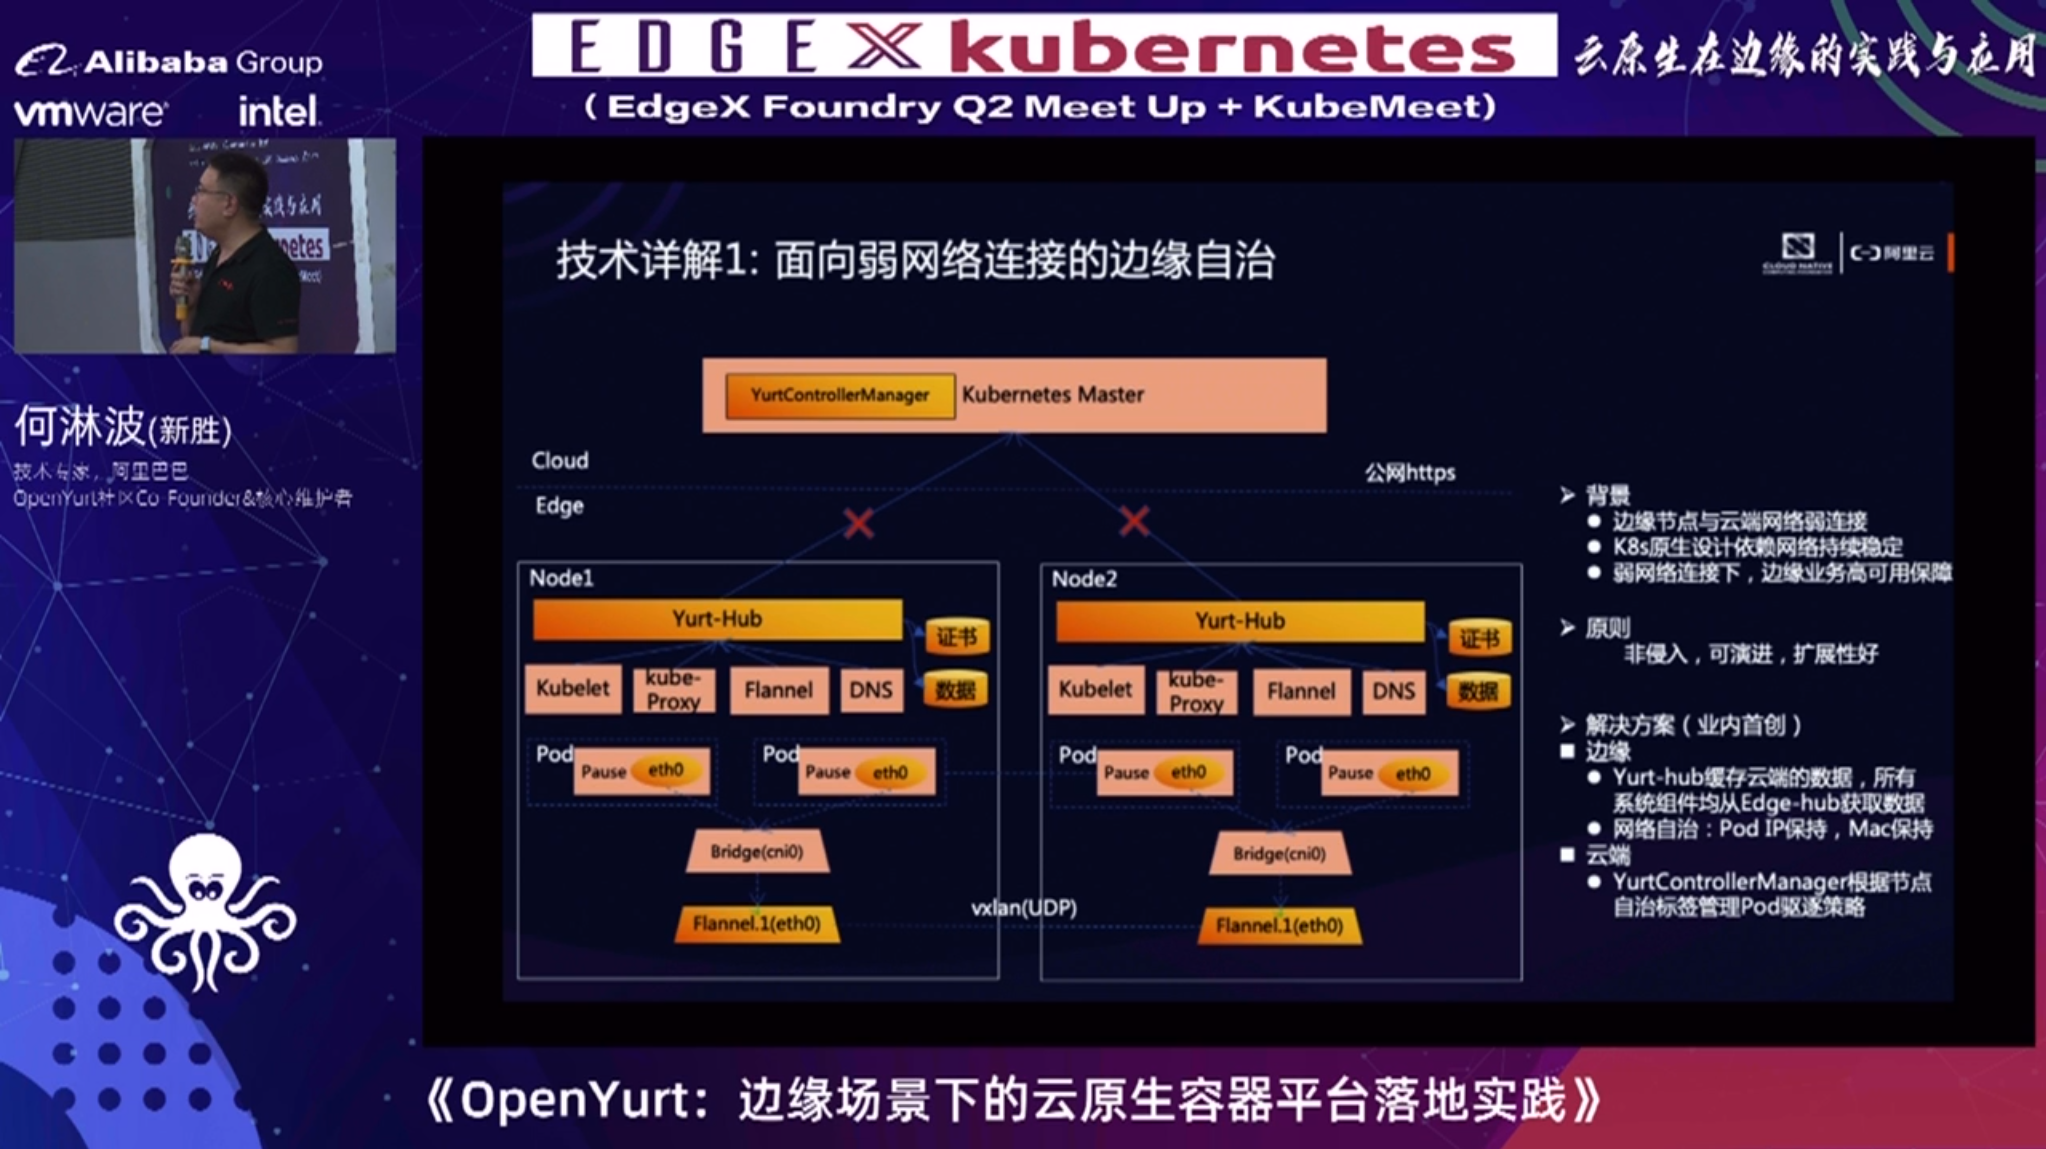 Alibaba Group
vmware intel
EDGE X kubernetes
云原生在边缘的实践与应用
( EdgeX Foundry Q2 Meet Up + KubeMeet)
何淋波(新胜)
技术专家，阿里巴巴
OpenYurt社区Co-Founder&核心维护者
技术详解1: 面向弱网络连接的边缘自治
CLOUD NATIVE
阿里云
YurtControllerManager
Kubernetes Master
Cloud
公网https
Edge
Node1
Yurt-Hub
证书
Kubelet
kube-
Proxy
Flannel
DNS
数据
Pod
Pause
eth0
Pod
Pause
eth0
Bridge(cni0)
Flannel.1(eth0)
vxlan(UDP)
Node2
Yurt-Hub
证书
Kubelet
kube-
Proxy
Flannel
DNS
数据
Pod
Pause
eth0
Pod
Pause
eth0
Bridge(cni0)
Flannel.1(eth0)
➢ 背景
● 边缘节点与云端网络弱连接
● K8s原生设计依赖网络持续稳定
● 弱网络连接下，边缘业务高可用保障
➢ 原则
非侵入，可演进，扩展性好
➢ 解决方案（业内首创）
■ 边缘
● Yurt-hub缓存云端的数据，所有
系统组件均从Edge-hub获取数据
● 网络自治：Pod IP保持，Mac保持
■ 云端
● YurtControllerManager根据节点
自治标签管理Pod驱逐策略
《OpenYurt：边缘场景下的云原生容器平台落地实践》